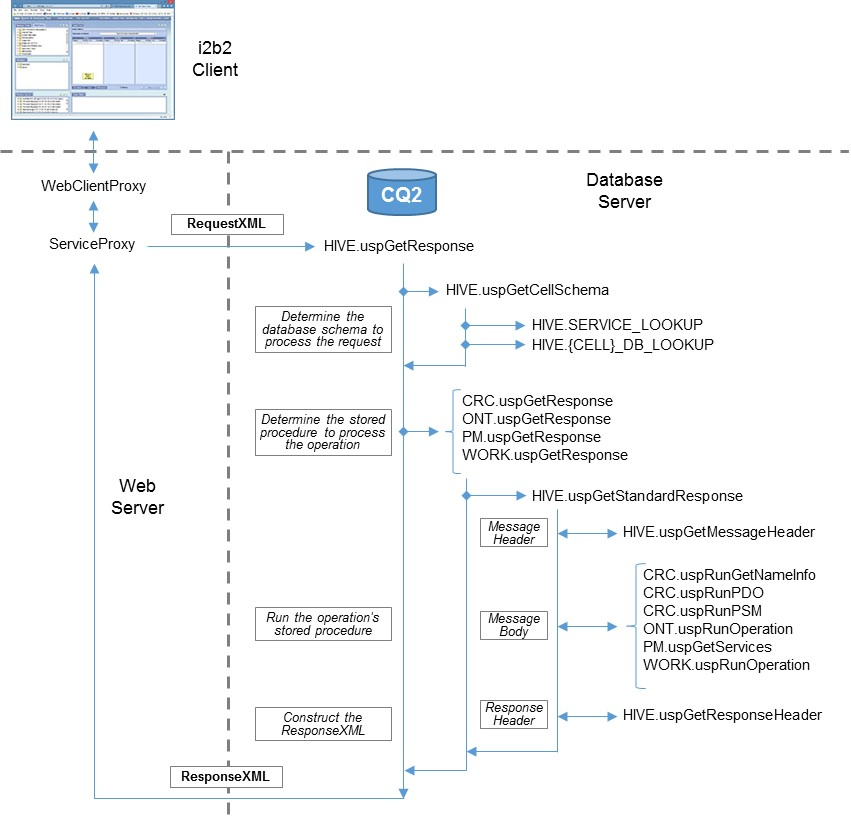 i2b2
Client
WebClientProxy
CQ2
Database
Server
RequestXML
ServiceProxy
HIVE.uspGetResponse
HIVE.uspGetCellSchema
Determine the
database schema to
process the request
HIVE.SERVICE_LOOKUP
HIVE.{CELL}_DB_LOOKUP
CRC.uspGetResponse
ONT.uspGetResponse
PM.uspGetResponse
WORK.uspGetResponse
Determine the stored
procedure to process
the operation
Web
Server
HIVE.uspGetStandardResponse
Message
Header
HIVE.uspGetMessageHeader
CRC.uspRunGetNameInfo
CRC.uspRunPDO
CRC.uspRunPSM
ONT.uspRunOperation
PM.uspGetServices
WORK.uspRunOperation
Run the operation's
stored procedure
Message
Body
Construct the
ResponseXML
Response
Header
HIVE.uspGetResponseHeader
ResponseXML